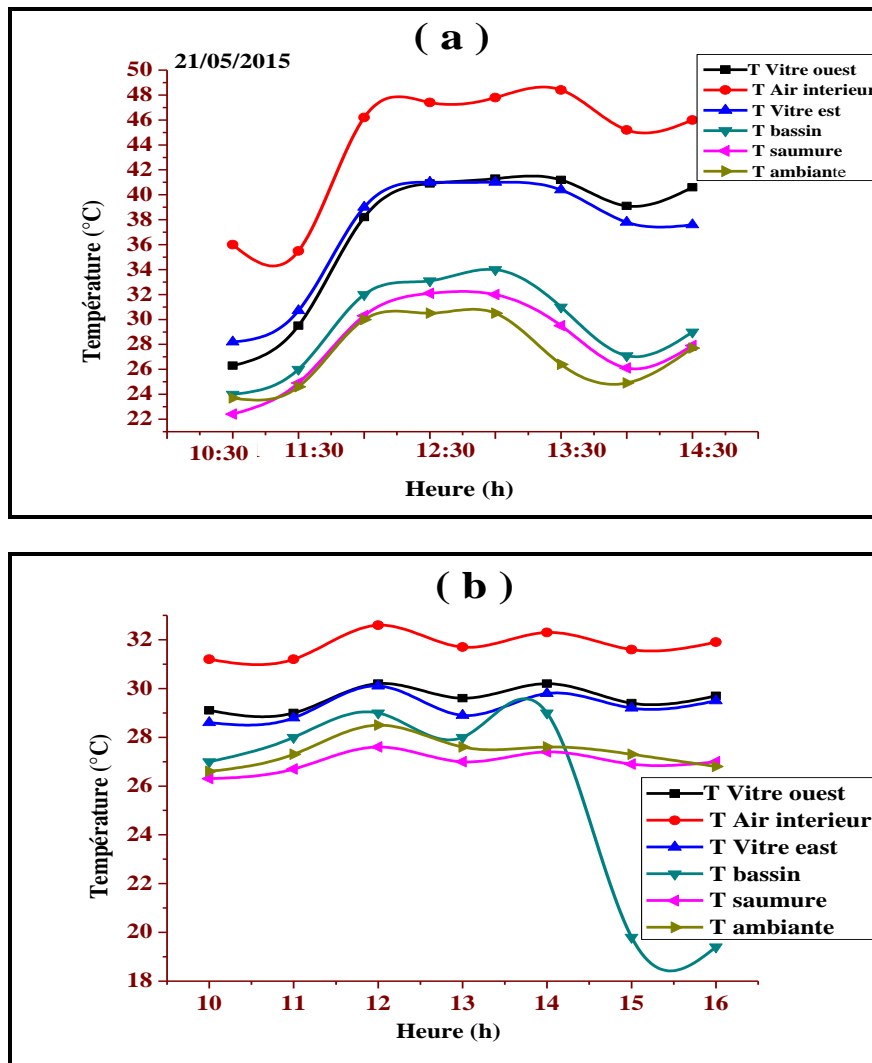 ( a )
21/05/2015
T Vitre ouest
T Air interieur
T Vitre est
T bassin
T saumure
T ambiante
50
48
46
44
42
40
38
36
34
32
30
28
26
24
22
Température (°C)
10:30 11:30 12:30 13:30 14:30
Heure (h)
( b )
32
30
28
26
24
22
20
18
Température (°C)
T Vitre ouest
T Air interieur
T Vitre east
T bassin
T saumure
T ambiante
10 11 12 13 14 15 16
Heure (h)